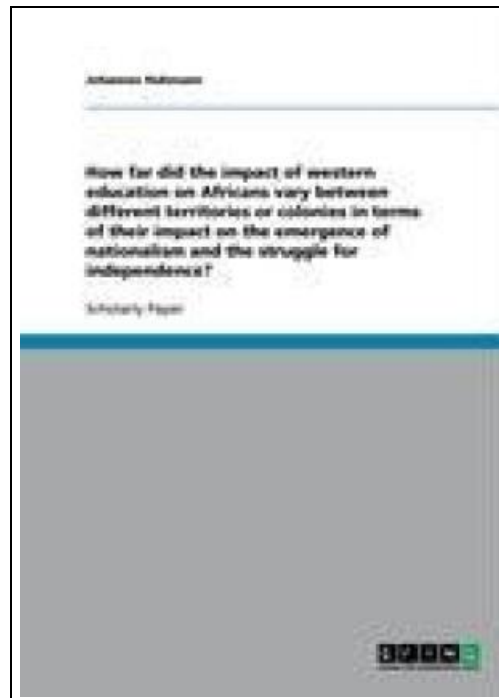 Johannes
How far did the impact of western
education on Africans vary between
different territories or colonies in terms
of their impact on the emergence of
nationalism and the struggle for
independence?
Scholarly Paper
GRIN